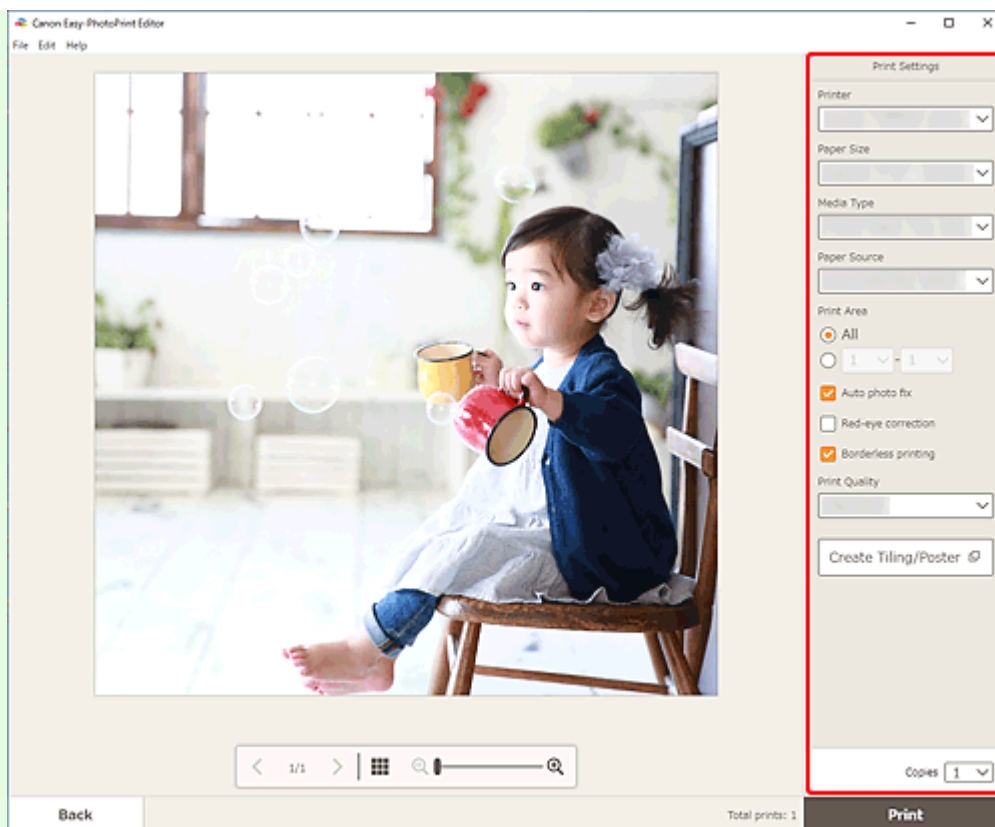 Canon Easy-PhotoPrint Editor
File Edit Help
Print Settings
Printer
Paper Size
Media Type
Paper Source
Print Area
All
1 - 1
Auto photo fix
Red-eye correction
Borderless printing
Print Quality
Create Tiling/Poster
1/1
Copies 1
Back
Total prints: 1
Print